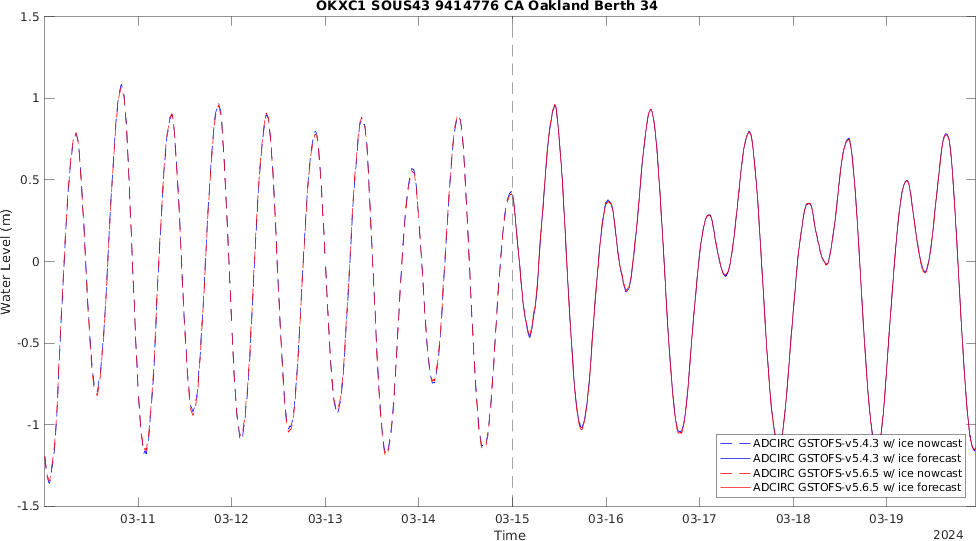 OKXC1 SOUS43 9414776 CA Oakland Berth 34
1.5
1
0.5
0
-0.5
-1
-1.5
Water Level (m)
ADCIRC GSTOFS-v5.4.3 w/ ice nowcast
ADCIRC GSTOFS-v5.4.3 w/ ice forecast
ADCIRC GSTOFS-v5.6.5 w/ ice nowcast
ADCIRC GSTOFS-v5.6.5 w/ ice forecast
03-11 03-12 03-13 03-14 03-15 03-16 03-17 03-18 03-19
Time
2024